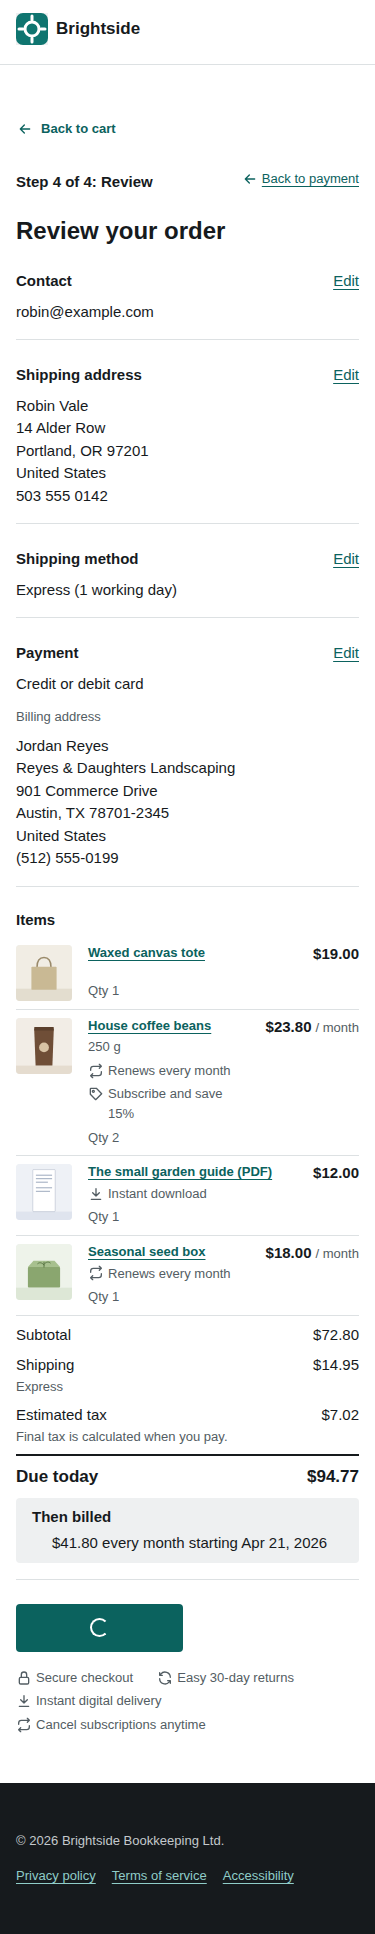 Brightside
Back to cart
Step 4 of 4: Review
Back to payment
Review your order
Contact
Edit
robin@example.com
Shipping address
Edit
Robin Vale
14 Alder Row
Portland, OR 97201
United States
503 555 0142
Shipping method
Edit
Express (1 working day)
Payment
Edit
Credit or debit card
Billing address
Jordan Reyes
Reyes & Daughters Landscaping
901 Commerce Drive
Austin, TX 78701-2345
United States
(512) 555-0199
Items
Waxed canvas tote
$19.00
Qty 1
House coffee beans
$23.80 / month
250 g
Renews every month
Subscribe and save
15%
Qty 2
The small garden guide (PDF)
$12.00
Instant download
Qty 1
Seasonal seed box
$18.00 / month
Renews every month
Qty 1
Subtotal
$72.80
Shipping
$14.95
Express
Estimated tax
$7.02
Final tax is calculated when you pay.
Due today
$94.77
Then billed
$41.80 every month starting Apr 21, 2026
Secure checkout
Easy 30-day returns
Instant digital delivery
Cancel subscriptions anytime
© 2026 Brightside Bookkeeping Ltd.
Privacy policy
Terms of service
Accessibility